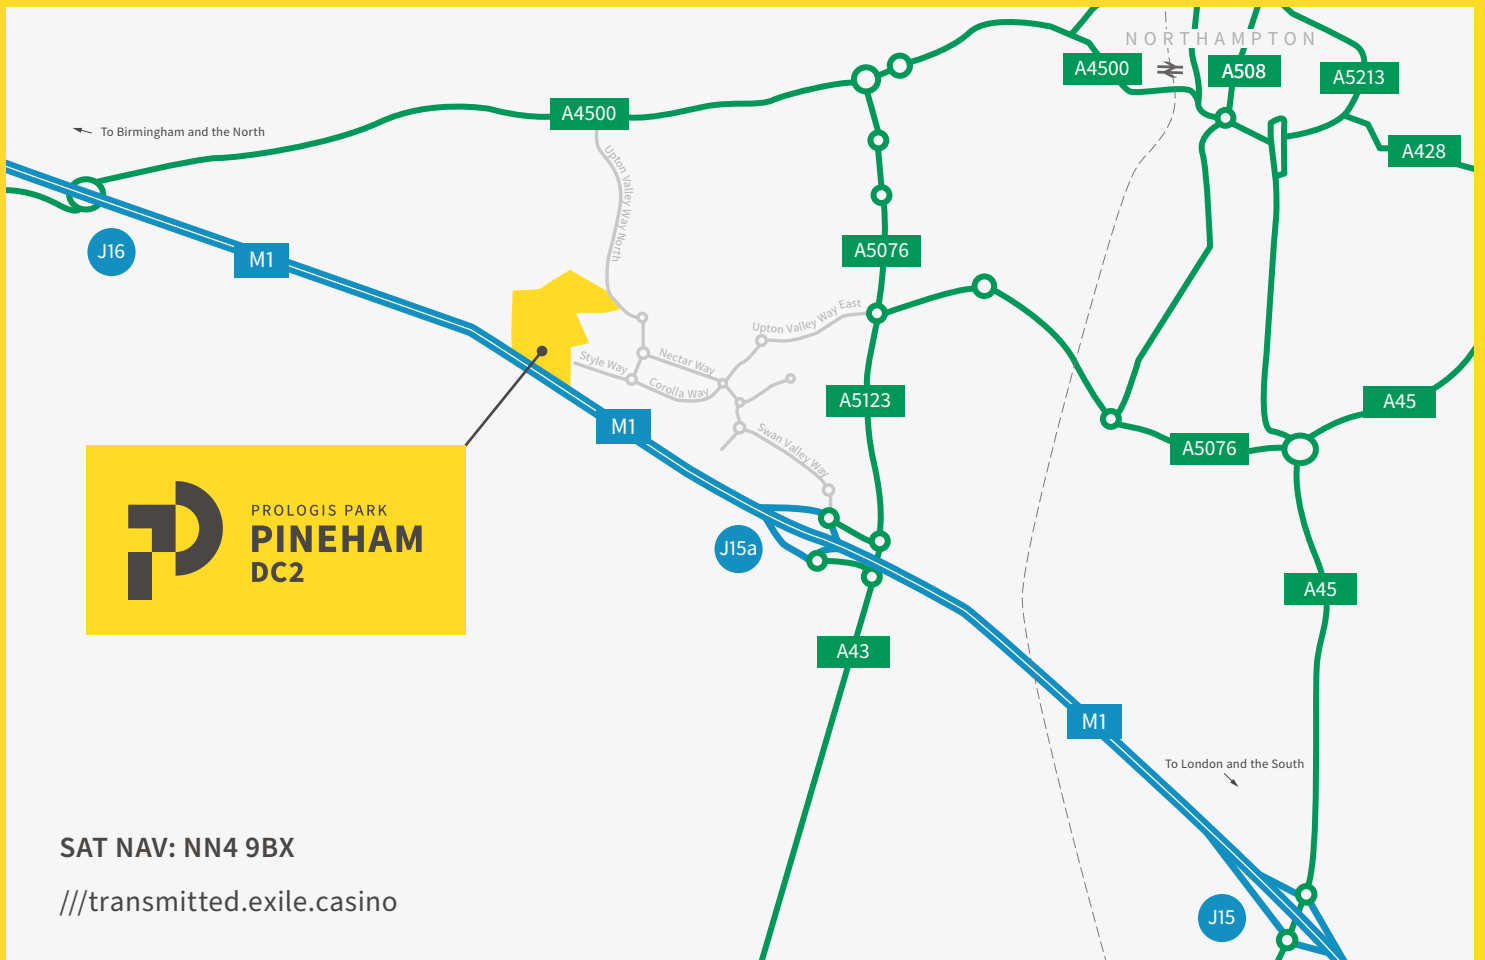 NORTHAMPTON
A4500
A508
A5213
A4500
To Birmingham and the North
A428
Upton Valley Way North
J16
M1
A5076
Upton Valley Way East
Style Way
Nectar Way
Corolla Way
A5123
A45
M1
Swan Valley Way
A5076
PROLOGIS PARK
PINEHAM
DC2
J15a
A45
A43
M1
To London and the South
SAT NAV: NN4 9BX
///transmitted.exile.casino
J15